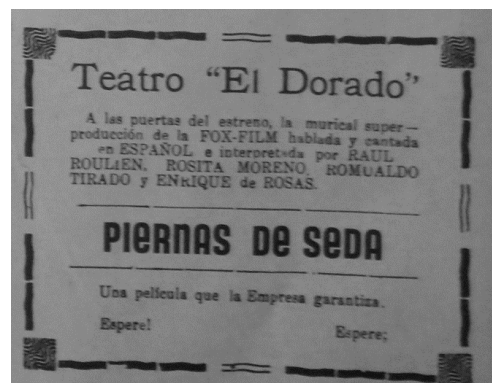 Teatro "El Dorado"
A las puertas del estreno, la murical super—
producción de la FOX-FILM hablada y cantada
en ESPAÑOL e interpretada por RAUL
ROULIEN, ROSITA MORENO, ROMUALDO
TIRADO y ENRIQUE de ROSAS.
PIERNAS DE SEDA
Una película que la Empresa garantiza.
Espere! Espere;